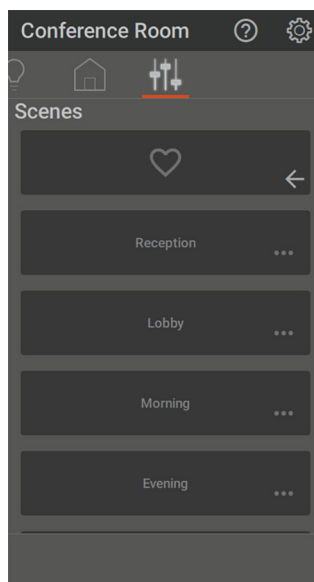 Conference Room
Scenes
Reception
Lobby
Morning
Evening